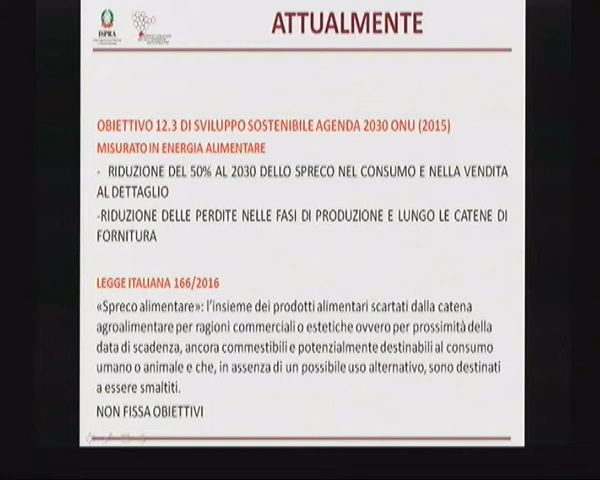 ATTUALMENTE
ISPRA
OBIETTIVO 12.3 DI SVILUPPO SOSTENIBILE AGENDA 2030 ONU (2015)
MISURATO IN ENERGIA ALIMENTARE
- RIDUZIONE DEL 50% AL 2030 DELLO SPRECO NEL CONSUMO E NELLA VENDITA
AL DETTAGLIO
-RIDUZIONE DELLE PERDITE NELLE FASI DI PRODUZIONE E LUNGO LE CATENE DI
FORNITURA
LEGGE ITALIANA 166/2016
«Spreco alimentare»: l’insieme dei prodotti alimentari scartati dalla catena
agroalimentare per ragioni commerciali o estetiche ovvero per prossimità della
data di scadenza, ancora commestibili e potenzialmente destinabili al consumo
umano o animale e che, in assenza di un possibile uso alternativo, sono destinati
a essere smaltiti.
NON FISSA OBIETTIVI